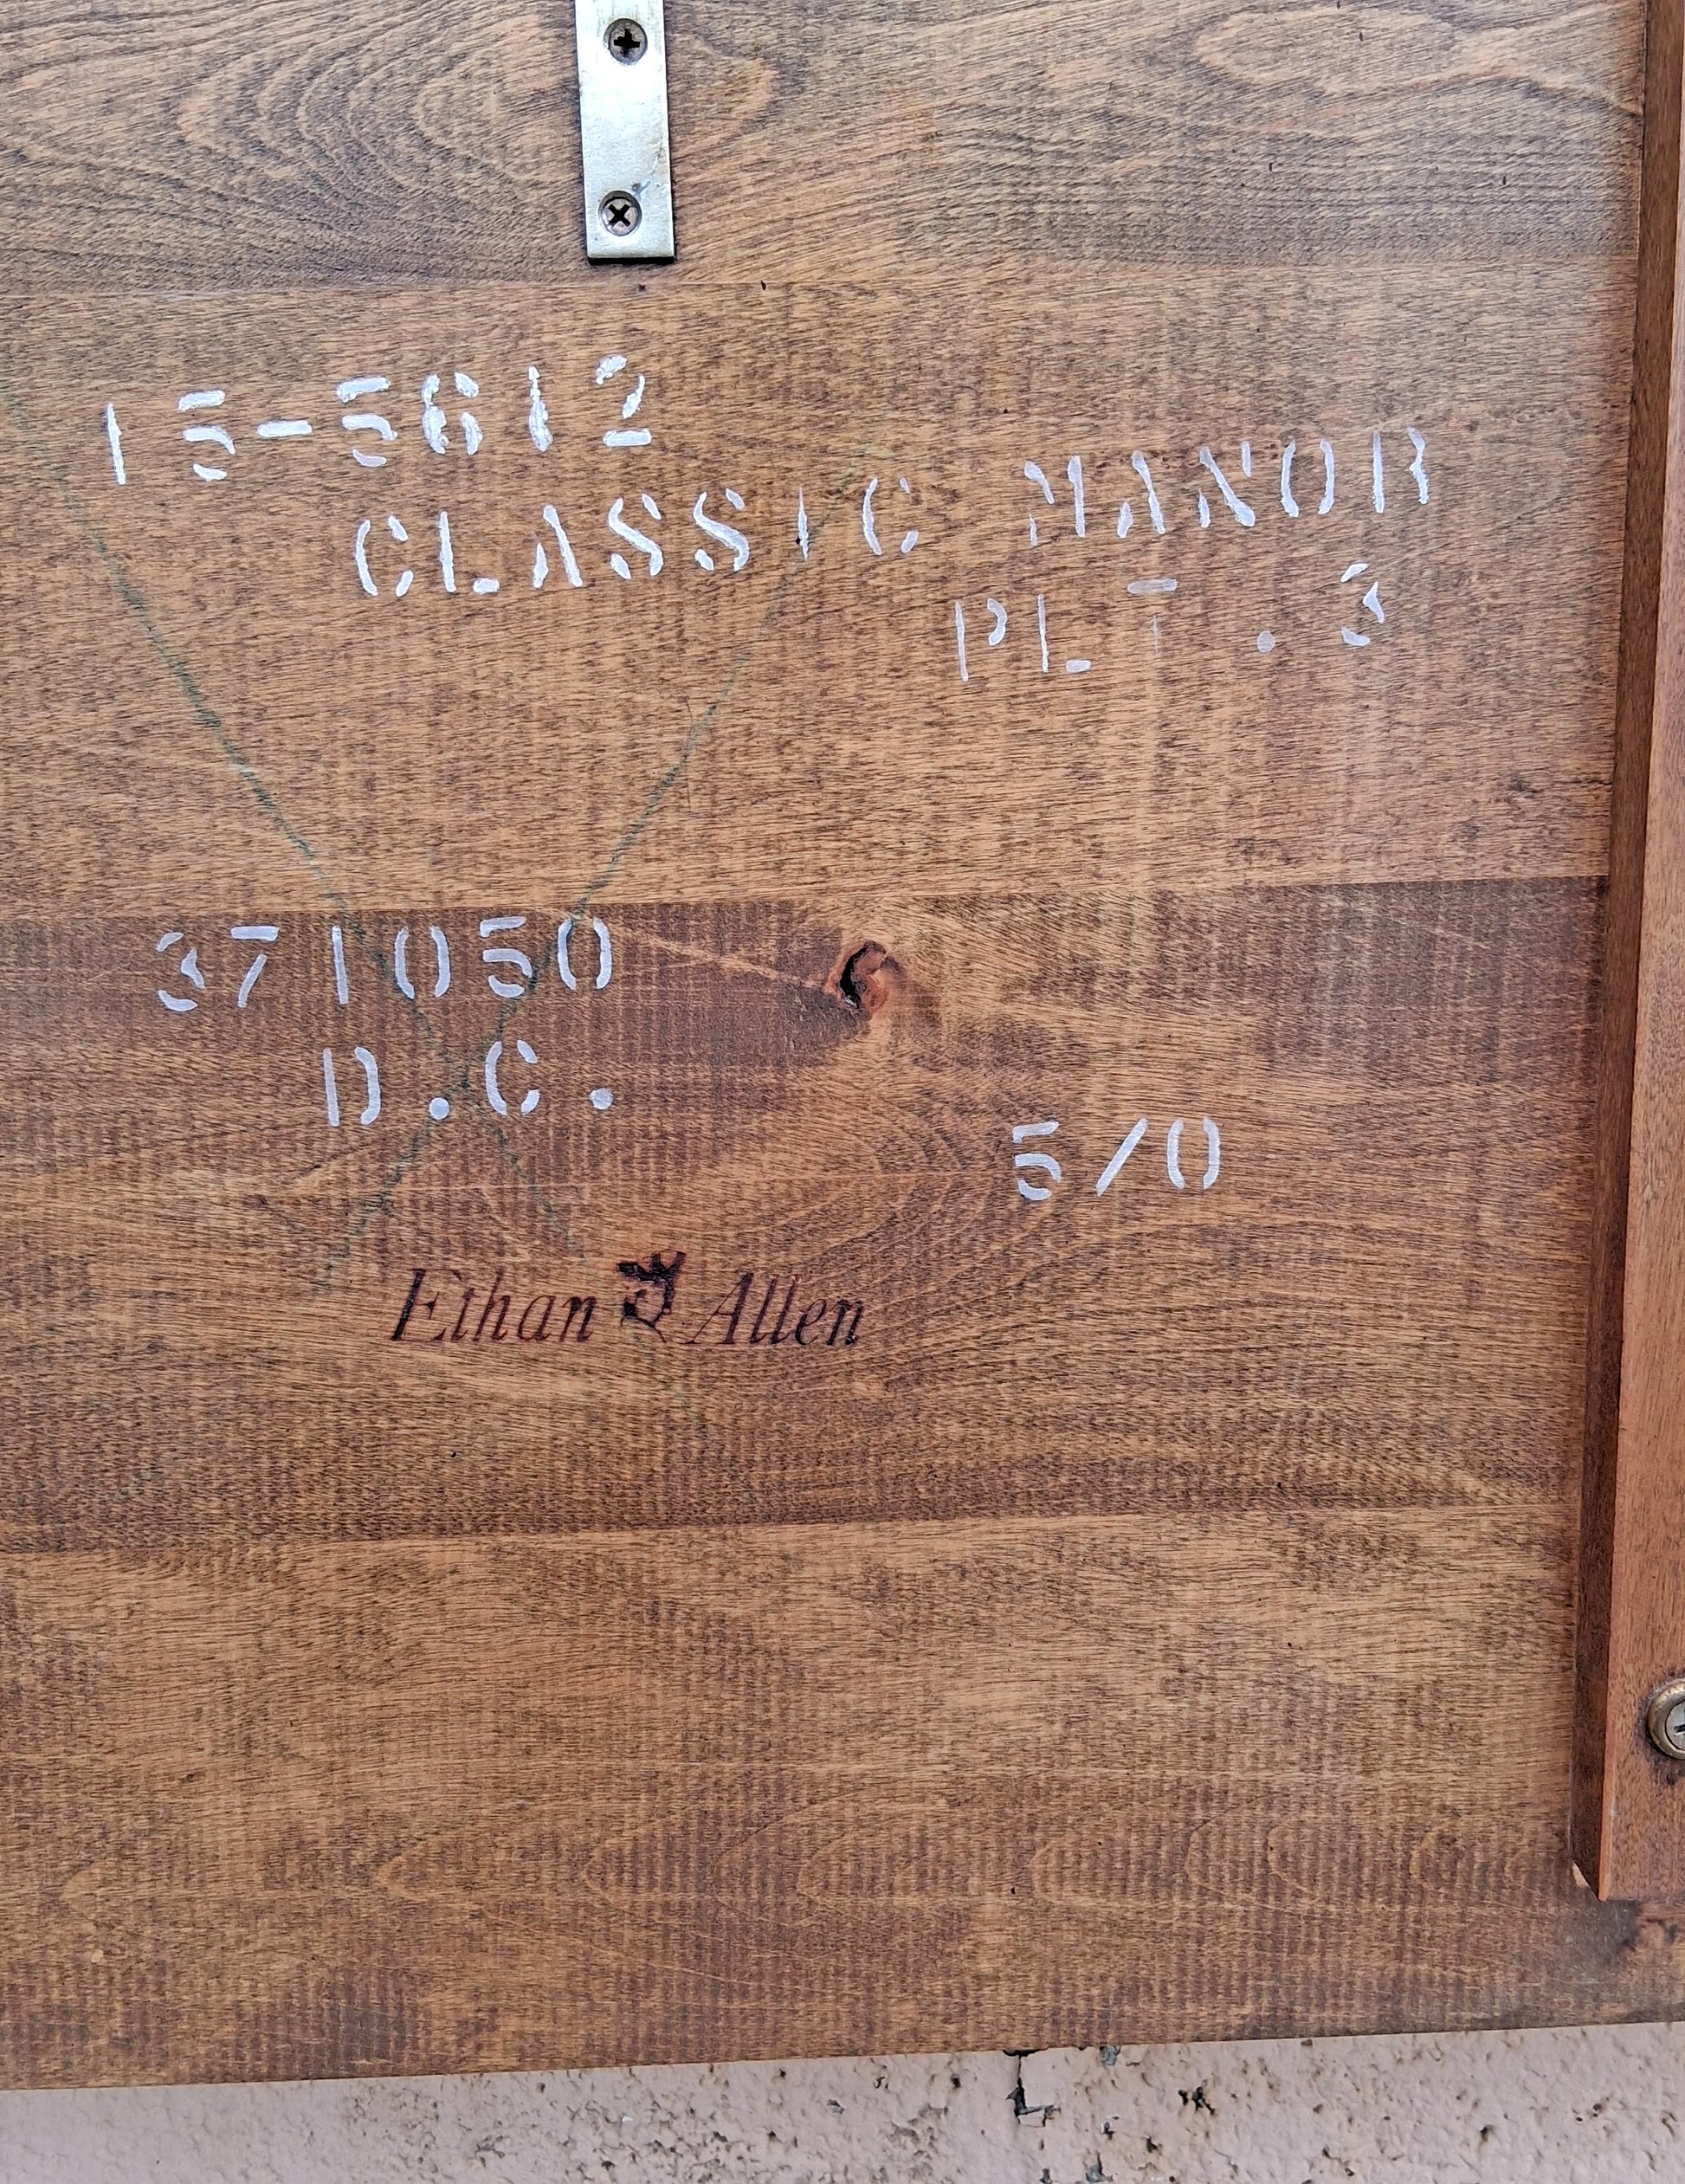 15-5612
CLASSIC MANOR
PLT. 3
371050
D.C.
5/0
Ethan Allen